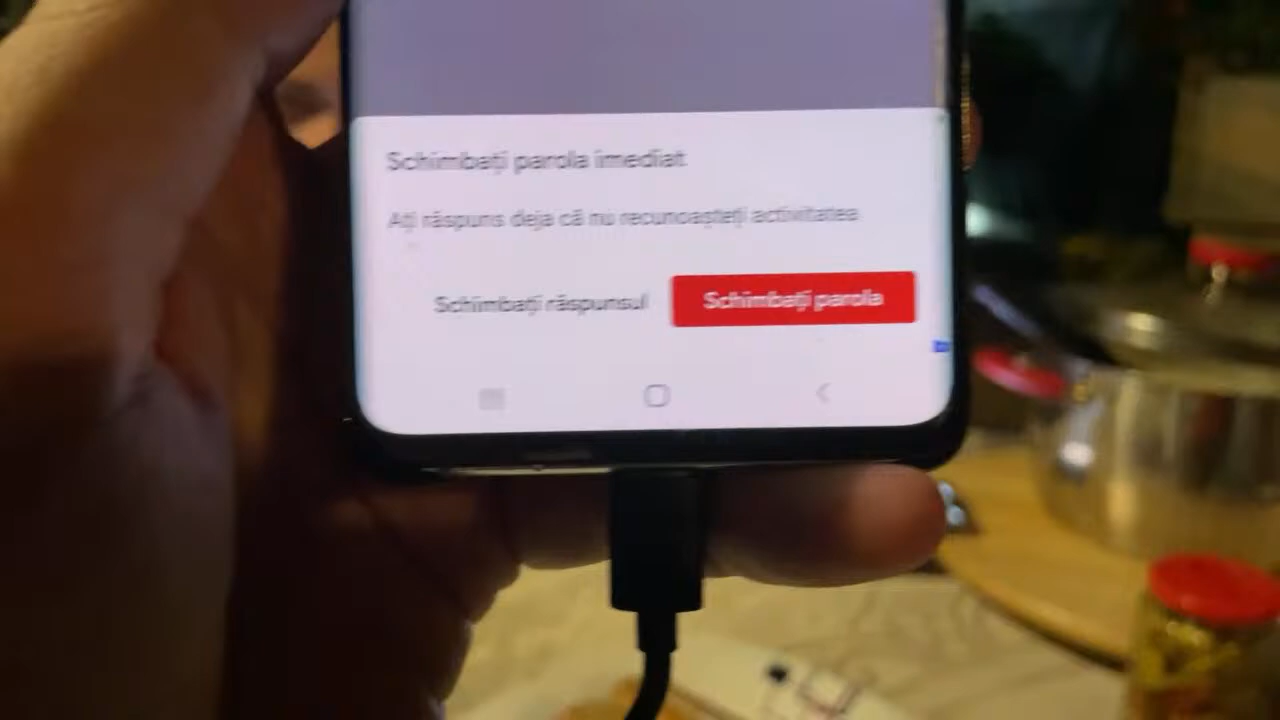 Schimbați parola imediat
Ați răspuns deja că nu recunoașteți activitatea
Schimbați răspunsul
Schimbați parola